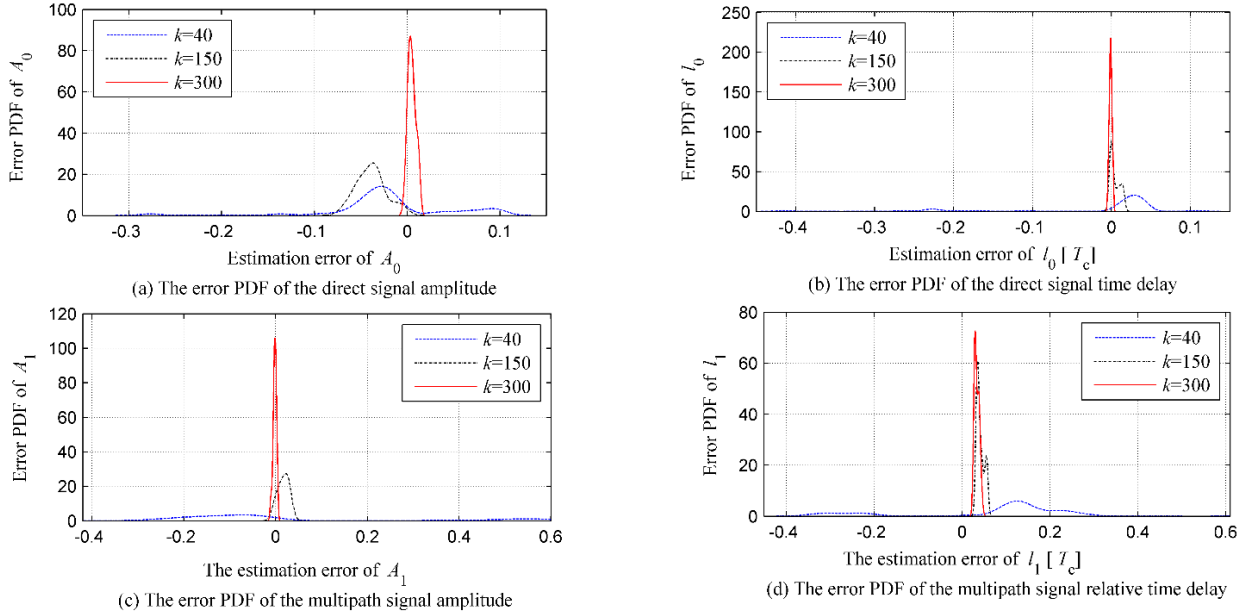 Error PDF of A0
100
80
60
40
20
0
k=40
k=150
k=300
-0.3
-0.2
-0.1
0
0.1
Estimation error of A0
(a) The error PDF of the direct signal amplitude
Error PDF of l0
250
200
150
100
50
0
k=40
k=150
k=300
-0.4
-0.3
-0.2
-0.1
0
0.1
Estimation error of l0 [ Tc]
(b) The error PDF of the direct signal time delay
Error PDF of A1
120
100
80
60
40
20
0
k=40
k=150
k=300
-0.4
-0.2
0
0.2
0.4
0.6
The estimation error of A1
(c) The error PDF of the multipath signal amplitude
Error PDF of l1
80
60
40
20
0
k=40
k=150
k=300
-0.4
-0.2
0
0.2
0.4
0.6
The estimation error of l1 [ Tc]
(d) The error PDF of the multipath signal relative time delay